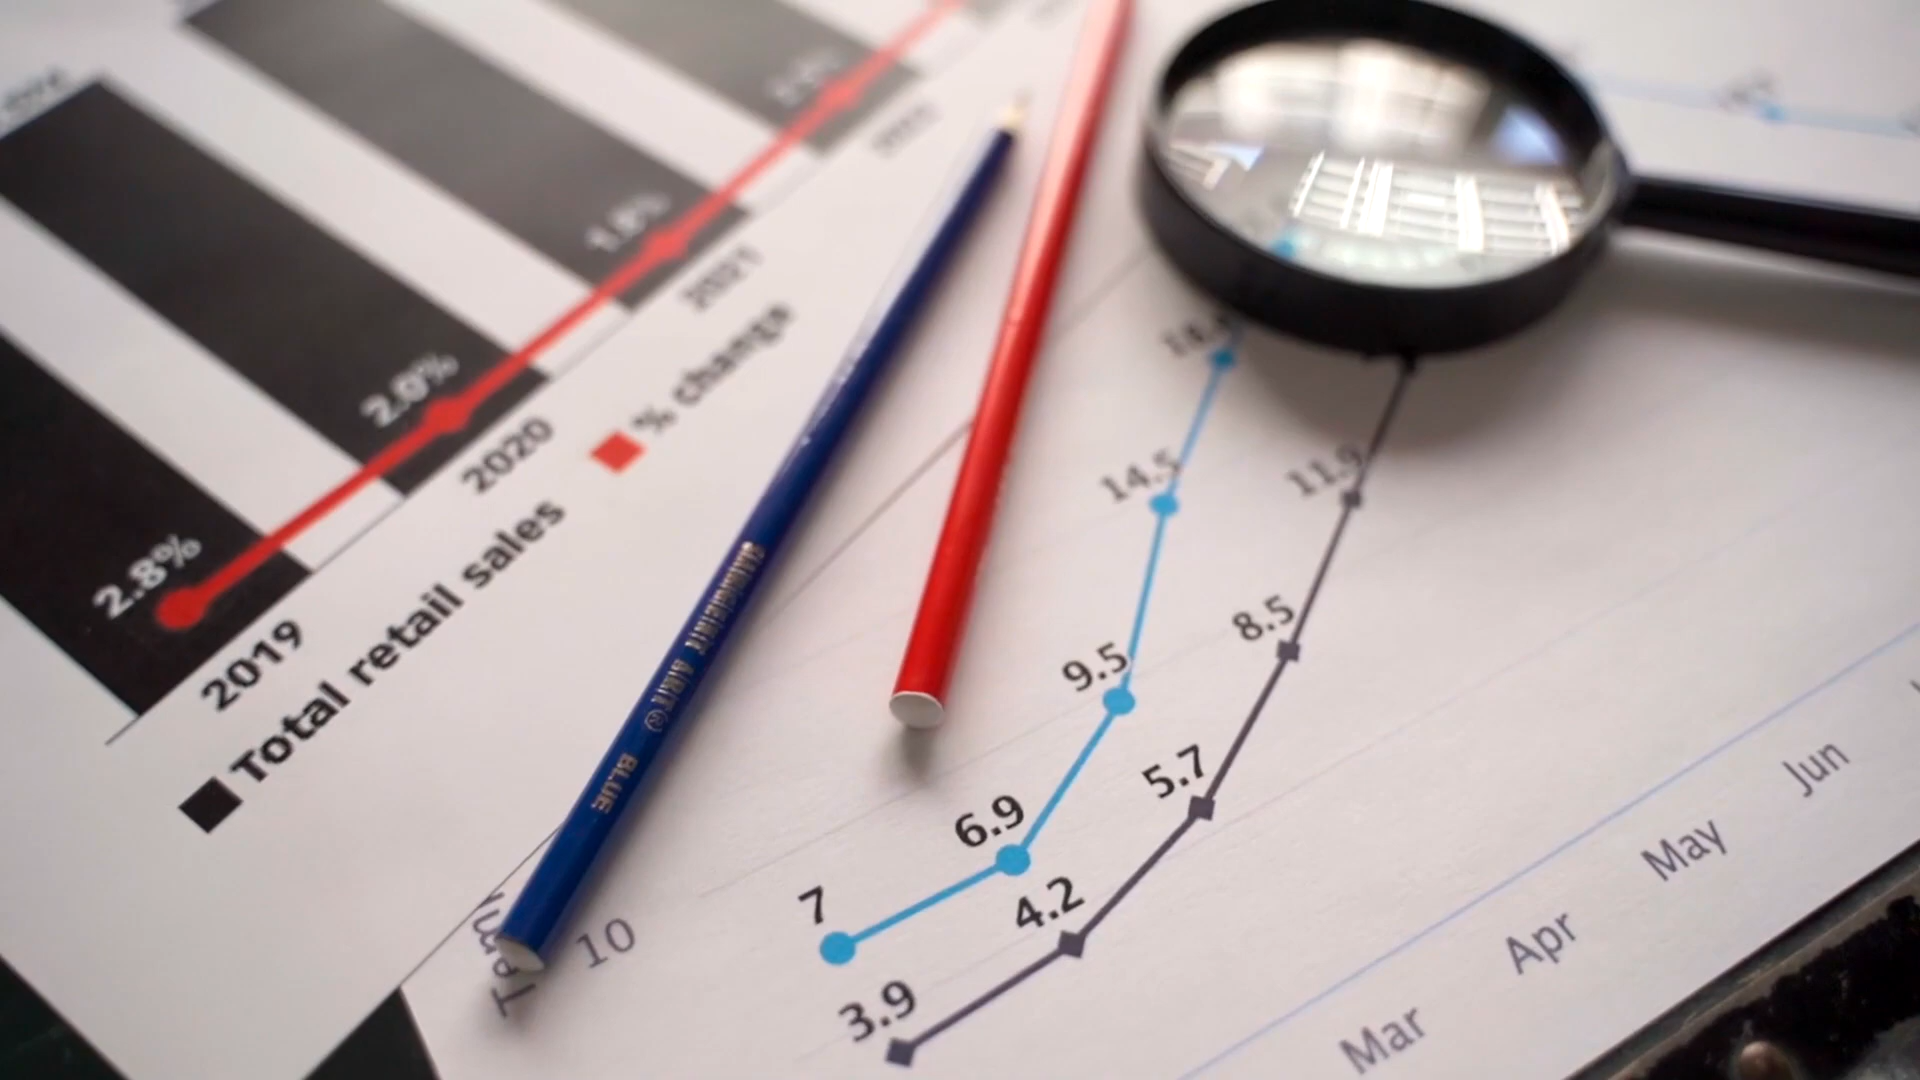 2.8%
2.0%
1.8%
2019
2020
2021
Total retail sales
% change
BLUE
10
7
6.9
9.5
14.5
3.9
4.2
5.7
8.5
11.9
Mar
Apr
May
Jun